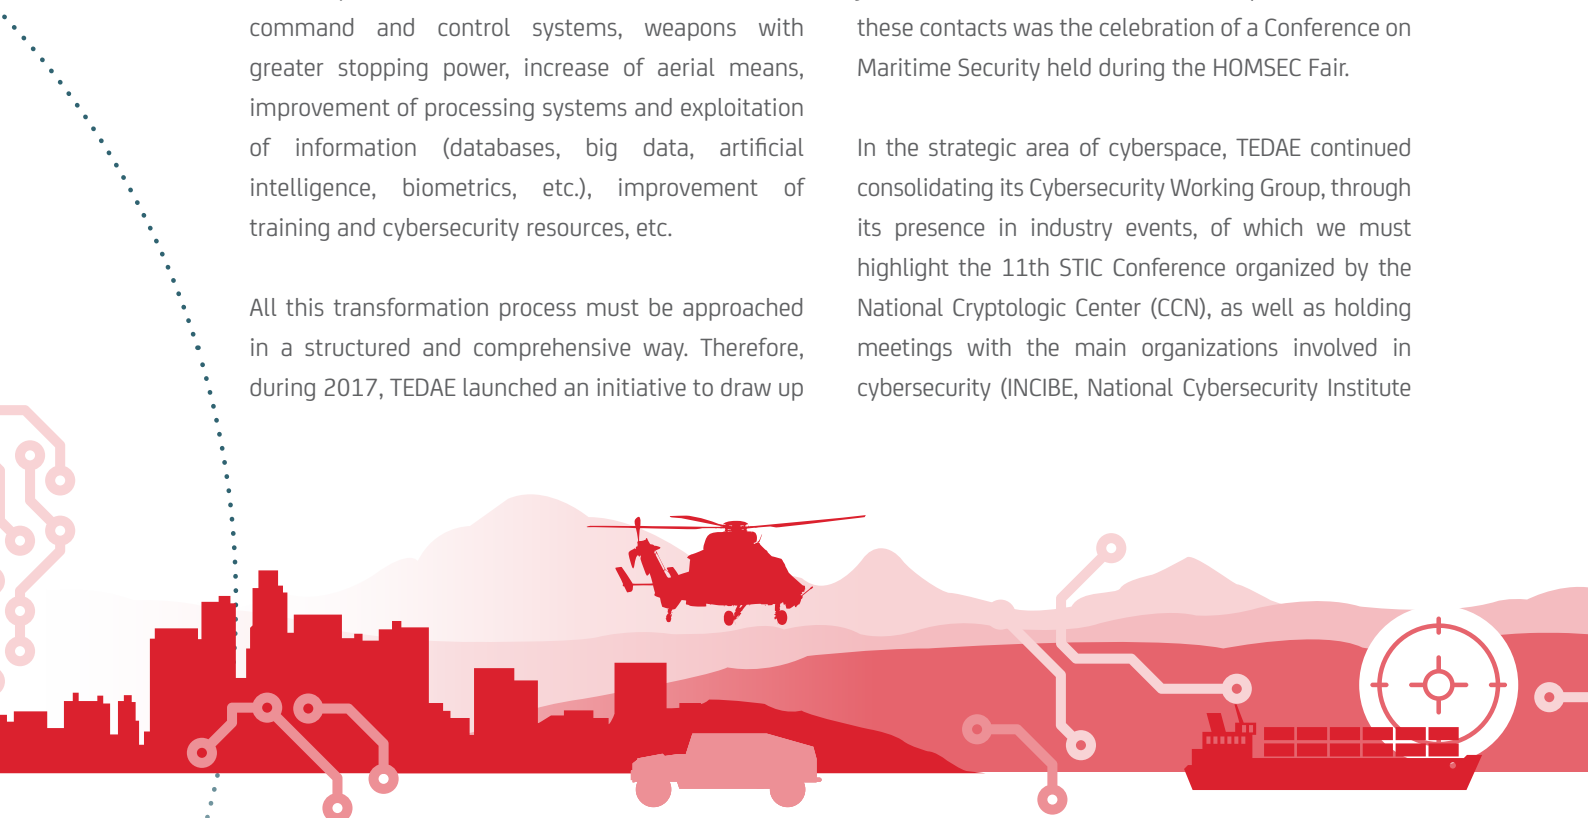 command and control systems, weapons with
greater stopping power, increase of aerial means,
improvement of processing systems and exploitation
of information (databases, big data, artificial
intelligence, biometrics, etc.), improvement of
training and cybersecurity resources, etc.
All this transformation process must be approached
in a structured and comprehensive way. Therefore,
during 2017, TEDAE launched an initiative to draw up
these contacts was the celebration of a Conference on
Maritime Security held during the HOMSEC Fair.
In the strategic area of cyberspace, TEDAE continued
consolidating its Cybersecurity Working Group, through
its presence in industry events, of which we must
highlight the 11th STIC Conference organized by the
National Cryptologic Center (CCN), as well as holding
meetings with the main organizations involved in
cybersecurity (INCIBE, National Cybersecurity Institute